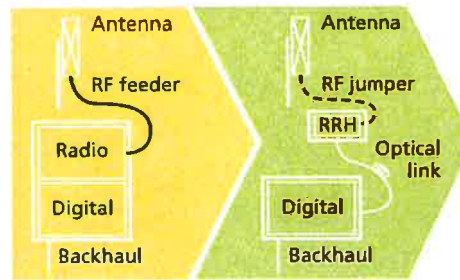 Antenna
RF feeder
Radio
Digital
Backhaul
Antenna
RF jumper
RRH
Optical
link
Digital
Backhaul